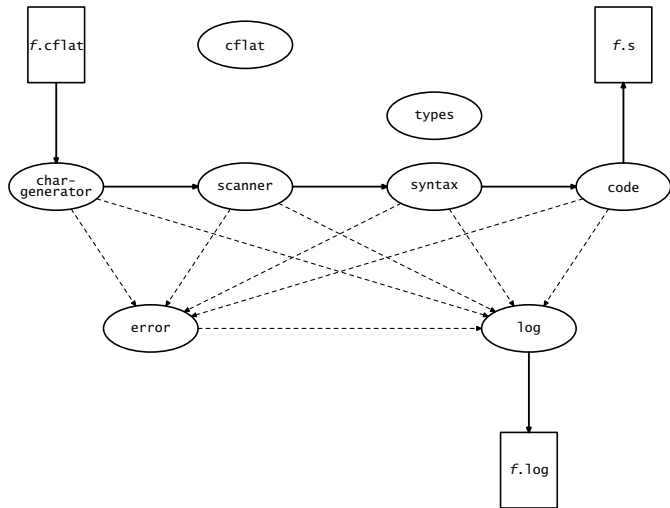 f.cflat
cflat
f.s
types
char-
generator
scanner
syntax
code
error
log
f.log